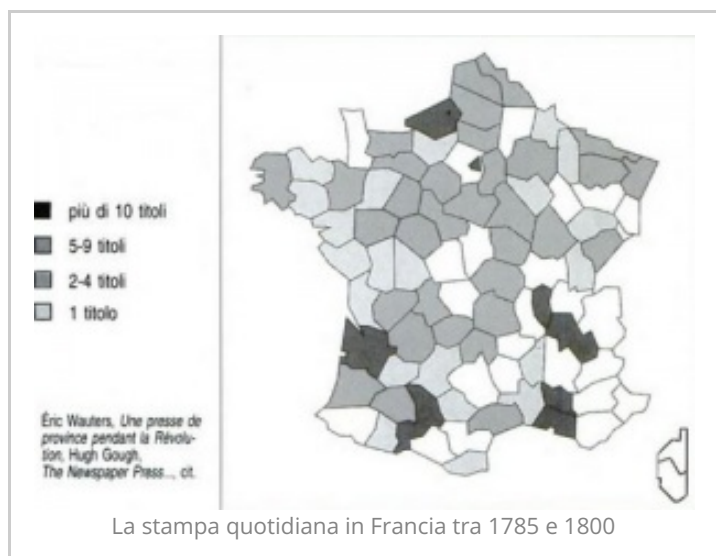 più di 10 titoli
5-9 titoli
2-4 titoli
1 titolo
Éric Wauters, Une presse de
province pendant la Révolu-
tion, Hugh Gough,
The Newspaper Press..., cit.
La stampa quotidiana in Francia tra 1785 e 1800